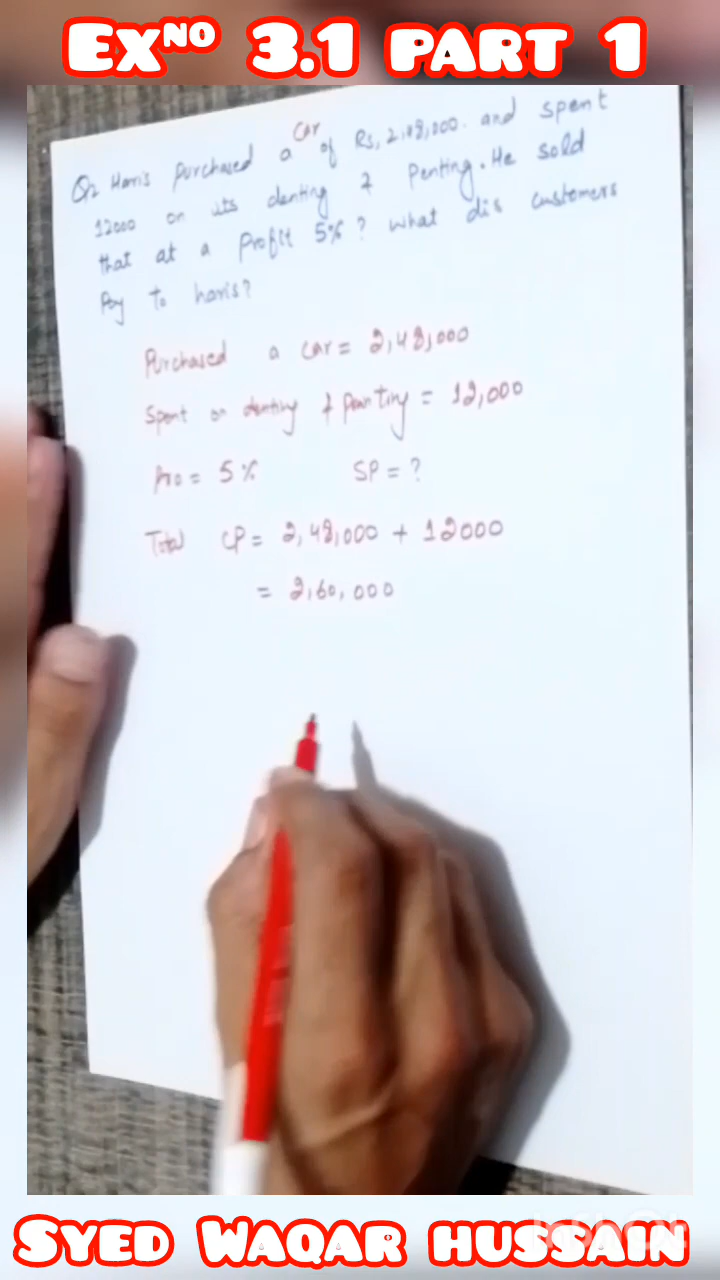 Ex no 3.1 part 1
Q2 Haris Purchased a car of Rs, 2,48,000. and spent
12000 on its denting & Penting. He sold
that at a Profit 5%? what dis customers
Pay To haris?
Purchased a car = 2,48,000
Spent on denting & painting = 12,000
Pro = 5% SP = ?
Total CP = 2,48,000 + 12000
= 2,60,000
Syed Waqar hussain